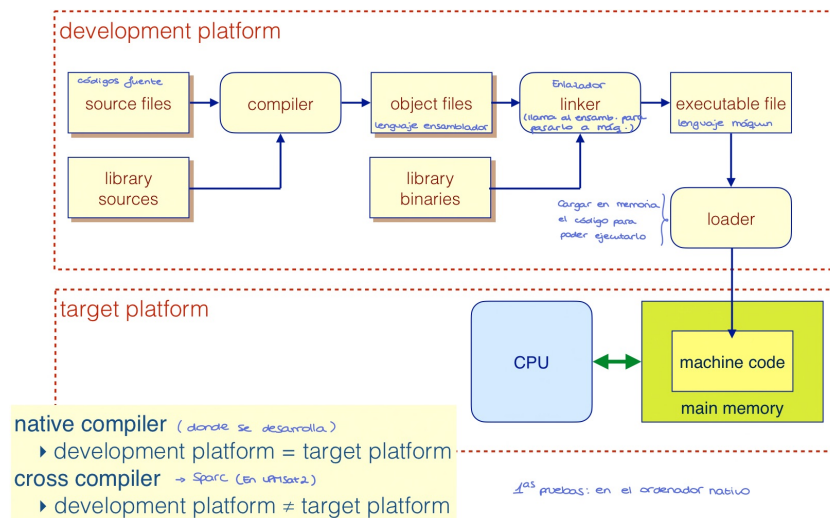 development platform
códigos fuente
source files
compiler
object files
lenguaje ensamblador
Enlazador
linker
(llama al ensamb. para
pasarlo a máq.)
executable file
lenguaje máquin
library
sources
library
binaries
Cargar en memoria
el código para
poder ejecutarlo
loader
target platform
CPU
machine code
main memory
native compiler (donde se desarrolla)
‣ development platform = target platform
cross compiler → Sparc (En UPMSat2)
‣ development platform ≠ target platform
1as pruebas: en el ordenador nativo